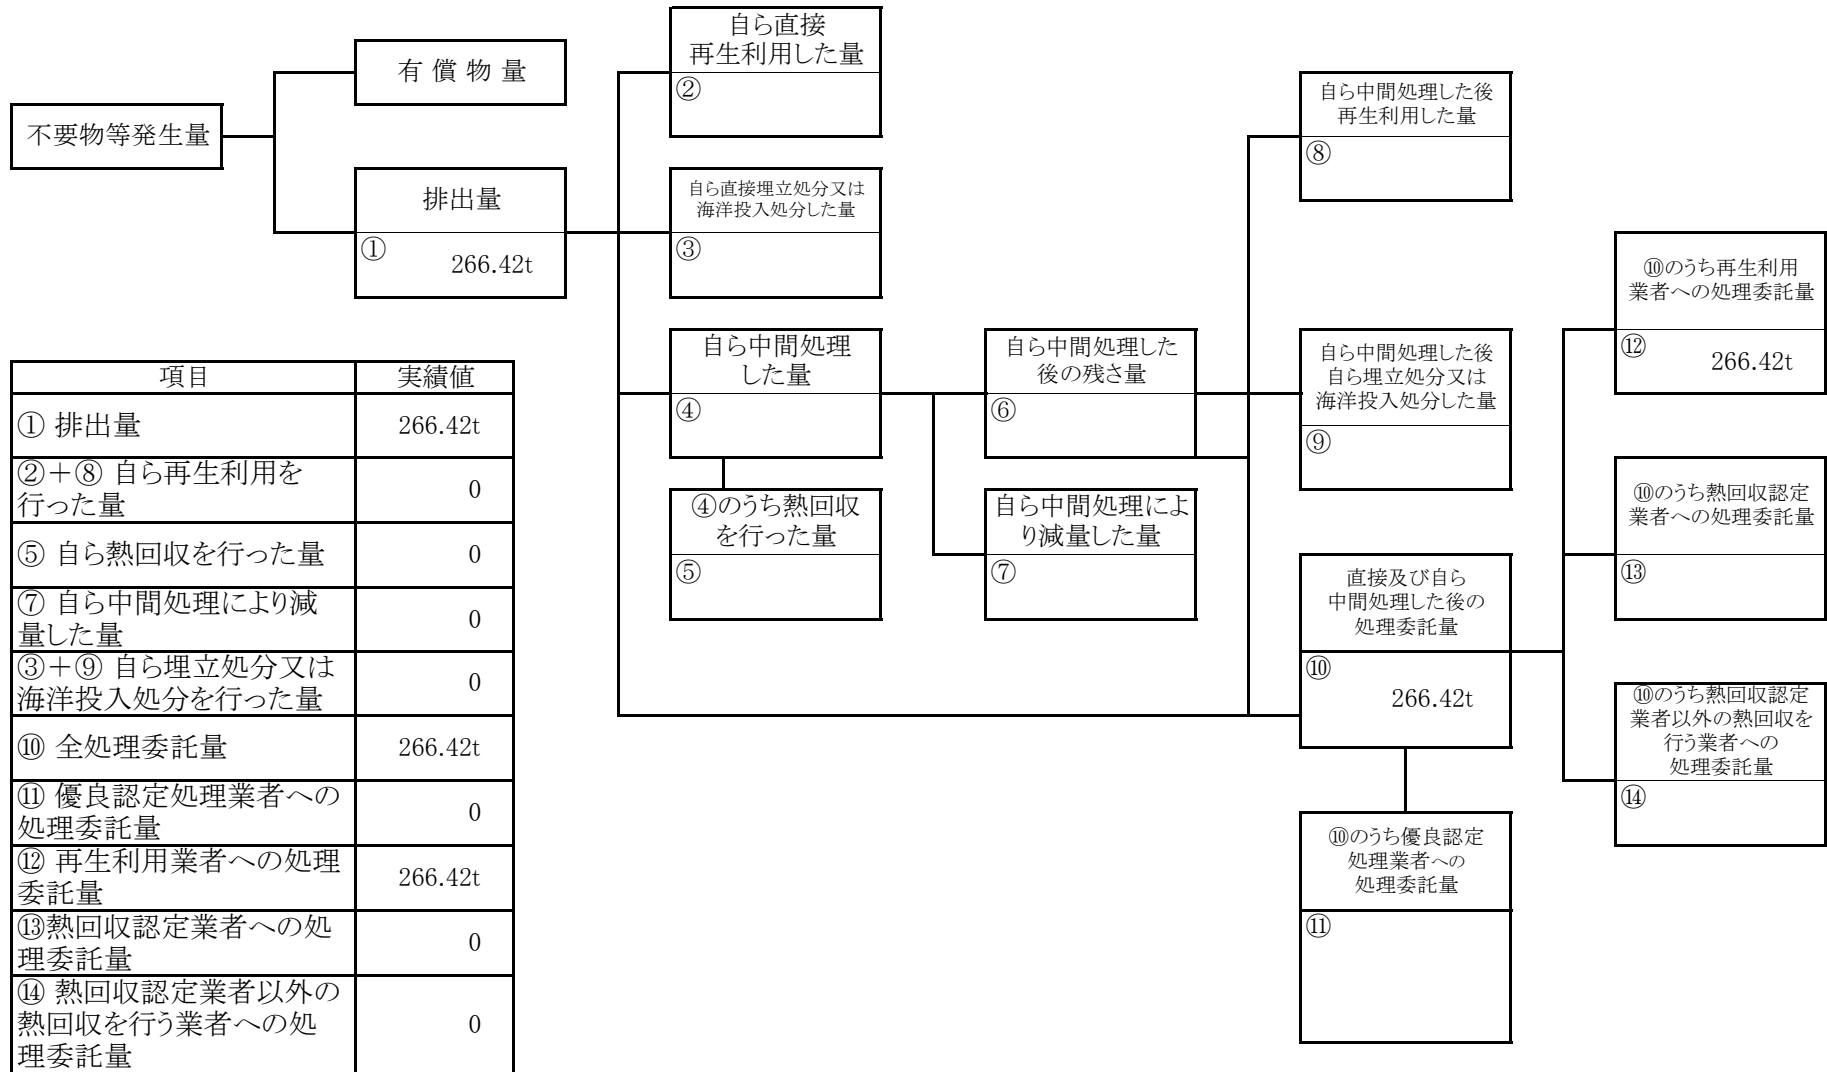 自ら直接
再生利用した量
②
有 償 物 量
不要物等発生量
排出量
①
266.42t
自ら直接埋立処分又は
海洋投入処分した量
③
自ら中間処理
した量
④
④のうち熱回収
を行った量
⑤
自ら中間処理した
後の残さ量
⑥
自ら中間処理によ
り減量した量
⑦
自ら中間処理した後
再生利用した量
⑧
自ら中間処理した後
自ら埋立処分又は
海洋投入処分した量
⑨
直接及び自ら
中間処理した後の
処理委託量
⑩
266.42t
⑩のうち優良認定
処理業者への
処理委託量
⑪
⑩のうち再生利用
業者への処理委託量
⑫
266.42t
⑩のうち熱回収認定
業者への処理委託量
⑬
⑩のうち熱回収認定
業者以外の熱回収を
行う業者への
処理委託量
⑭
項目 実績値
① 排出量 266.42t
②+⑧ 自ら再生利用を
行った量 0
⑤ 自ら熱回収を行った量 0
⑦ 自ら中間処理により減
量した量 0
③+⑨ 自ら埋立処分又は
海洋投入処分を行った量 0
⑩ 全処理委託量 266.42t
⑪ 優良認定処理業者への
処理委託量 0
⑫ 再生利用業者への処理
委託量 266.42t
⑬熱回収認定業者への処
理委託量 0
⑭ 熱回収認定業者以外の
熱回収を行う業者への処
理委託量 0